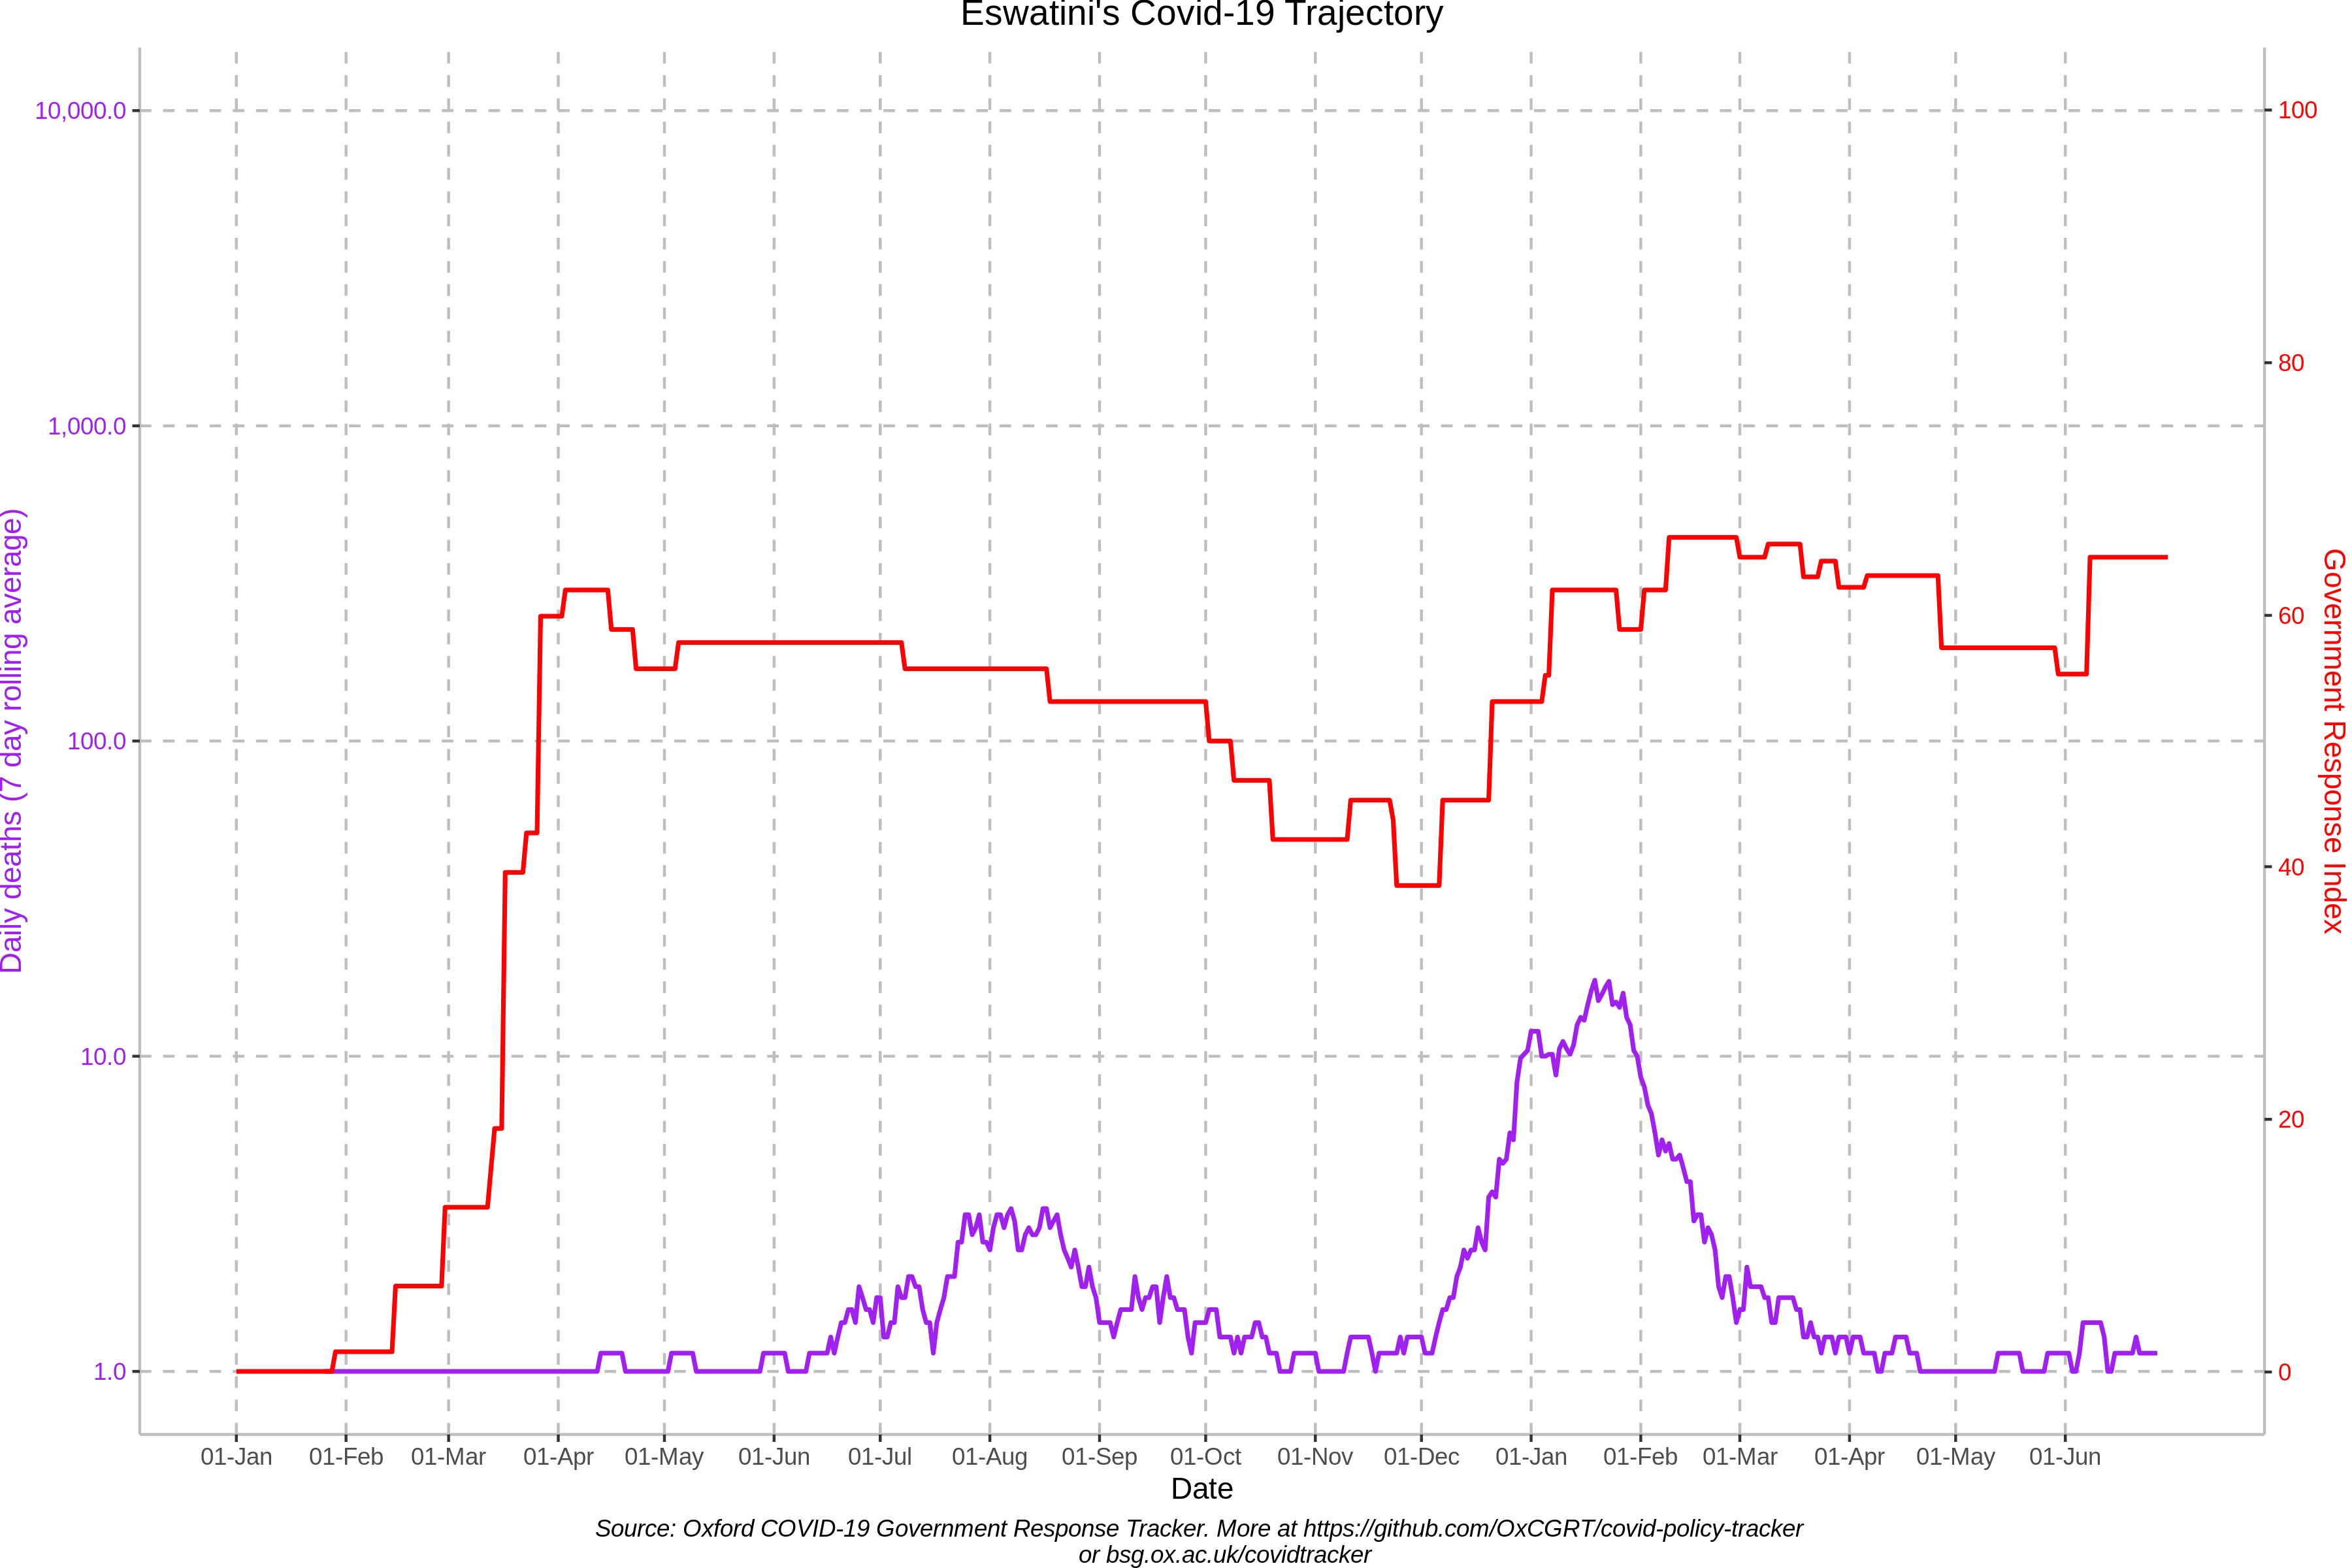 Eswatini's Covid-19 Trajectory
Daily deaths (7 day rolling average)
10,000.0
1,000.0
100.0
10.0
1.0
100
80
60
40
20
0
Government Response Index
01-Jan 01-Feb 01-Mar 01-Apr 01-May 01-Jun 01-Jul 01-Aug 01-Sep 01-Oct 01-Nov 01-Dec 01-Jan 01-Feb 01-Mar 01-Apr 01-May 01-Jun
Date
Source: Oxford COVID-19 Government Response Tracker. More at https://github.com/OxCGRT/covid-policy-tracker
or bsg.ox.ac.uk/covidtracker